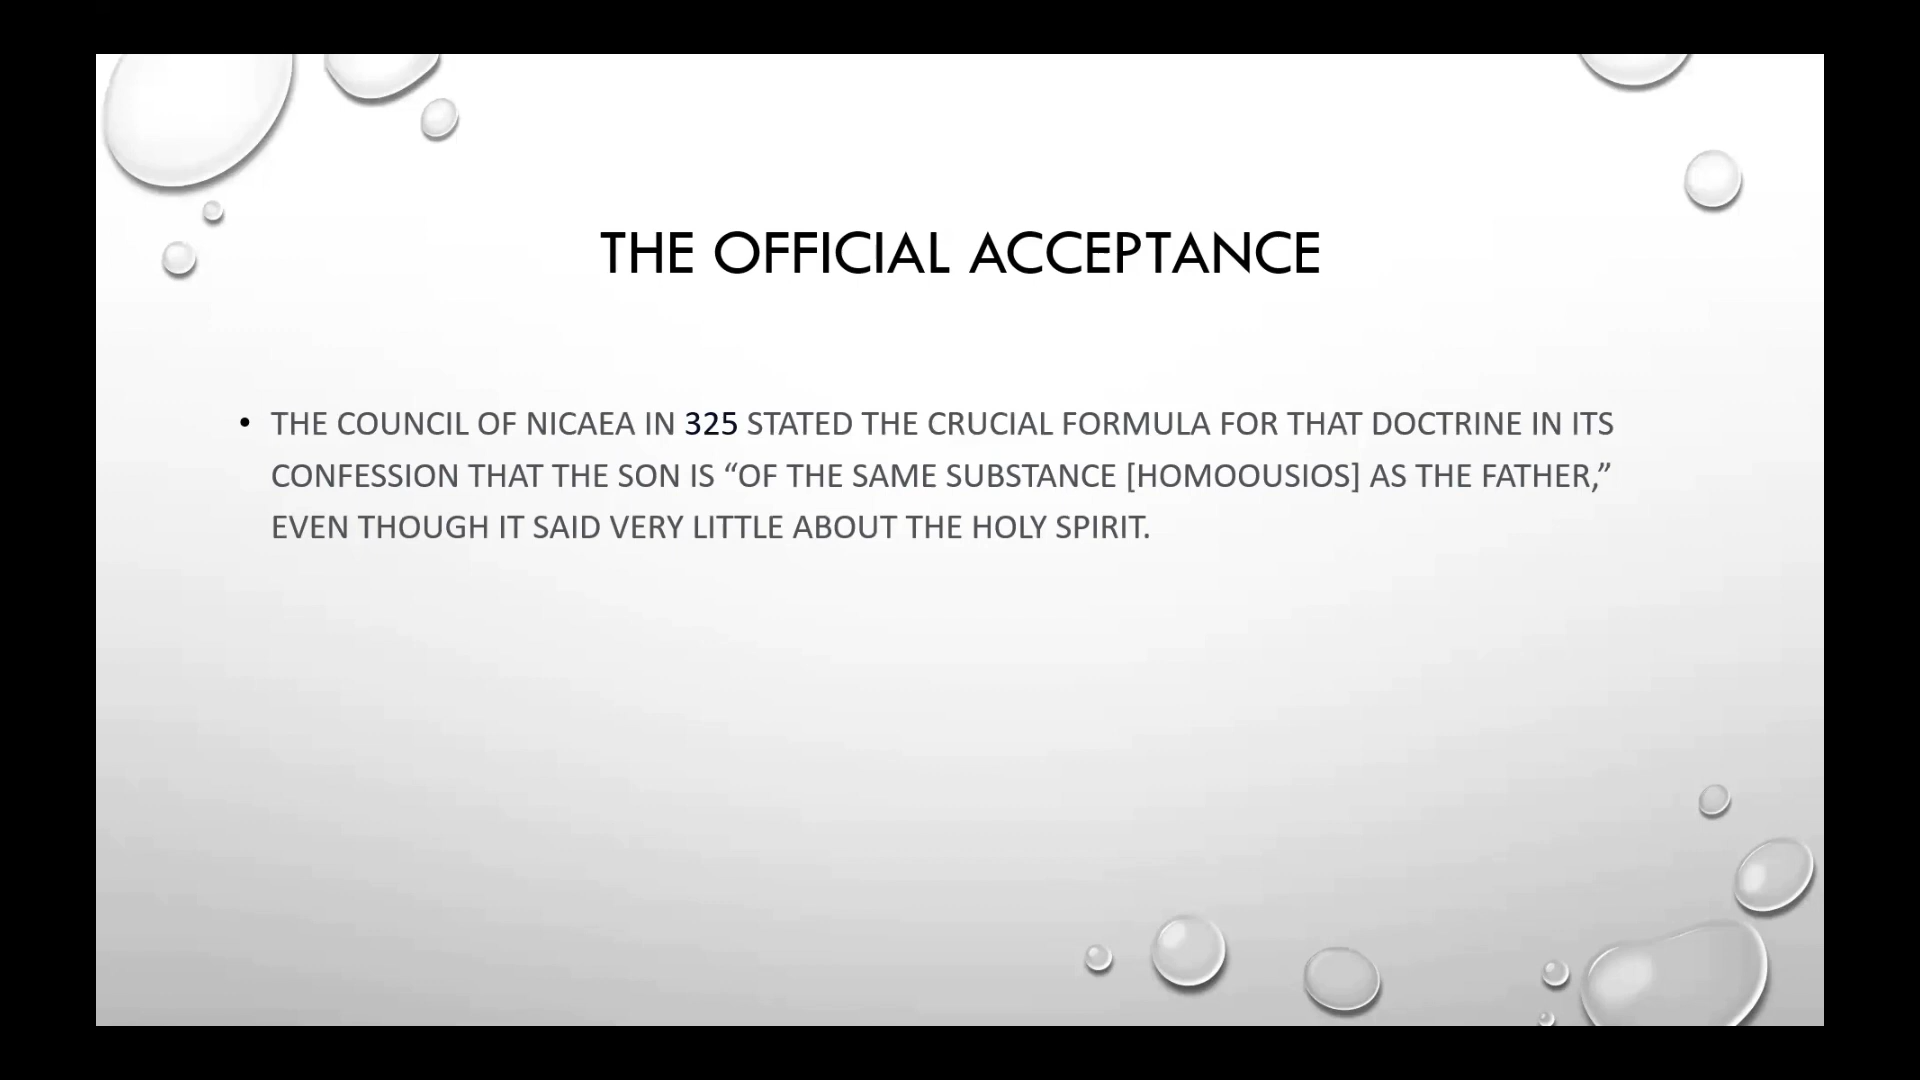 THE OFFICIAL ACCEPTANCE
• THE COUNCIL OF NICAEA IN 325 STATED THE CRUCIAL FORMULA FOR THAT DOCTRINE IN ITS
CONFESSION THAT THE SON IS “OF THE SAME SUBSTANCE [HOMOOUSIOS] AS THE FATHER,”
EVEN THOUGH IT SAID VERY LITTLE ABOUT THE HOLY SPIRIT.